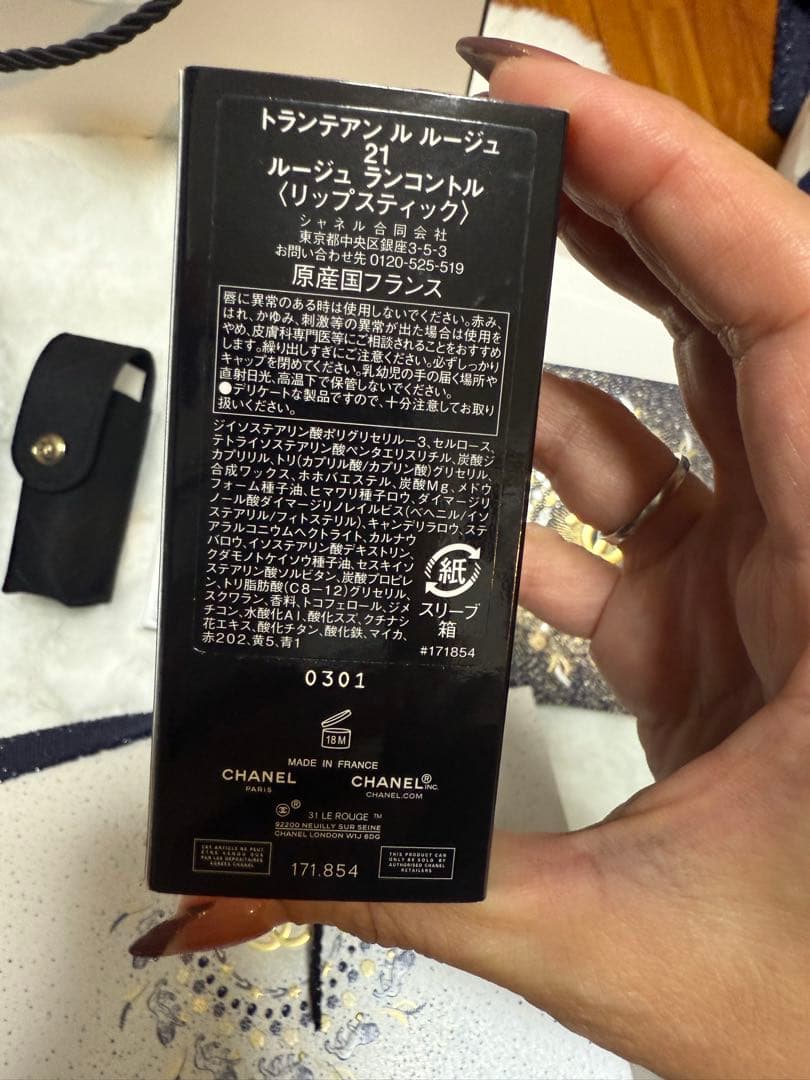 トランテアン ル ルージュ
21
ルージュ ランコントル
〈リップスティック〉
シャネル合同会社
東京都中央区銀座3-5-3
お問い合わせ先 0120-525-519
原産国フランス
唇に異常のある時は使用しないでください。赤み、
はれ、かゆみ、刺激等の異常が出た場合は使用を
やめ、皮膚科専門医等にご相談されることをおすすめ
します。繰り出しすぎにご注意ください。必ずしっかり
キャップを閉めてください。乳幼児の手の届く場所や
直射日光、高温下で保管しないでください。
●デリケートな製品ですので、十分注意してお取り
扱いください。
ジイソステアリン酸ポリグリセリル-3、セルロース、
テトライソステアリン酸ペンタエリスリチル、炭酸ジ
カプリリル、トリ(カプリル酸/カプリン酸)グリセリル、
合成ワックス、ホホバエステル、炭酸Mg、メドウ
フォーム種子油、ヒマワリ種子ロウ、ダイマージリ
ノール酸ダイマージリノレイルビス(ベヘニル/イソ
ステアリル/フィトステリル)、キャンデリラロウ、ステ
アラルコニウムヘクトライト、カルナウ
バロウ、イソステアリン酸デキストリン、
クダモノトケイソウ種子油、セスキイソ
ステアリン酸ソルビタン、炭酸プロピレ
ン、トリ脂肪酸(C8-12)グリセリル、
スクワラン、香料、トコフェロール、ジメ
チコン、水酸化Al、酸化スズ、クチナシ
花エキス、酸化チタン、酸化鉄、マイカ、
赤202、黄5、青1
紙
スリーブ
箱
#171854
0301
18M
MADE IN FRANCE
CHANEL CHANEL® INC.
PARIS CHANEL.COM
® 31 LE ROUGE ™
92200 NEUILLY SUR SEINE
CHANEL LONDON W1J 6DG
CET ARTICLE NE PEUT
ETRE VENDU QUE
PAR LES DEPOSITAIRES
AGREES CHANEL
171.854
THIS PRODUCT CAN
ONLY BE SOLD BY
AUTHORISED CHANEL
RETAILERS